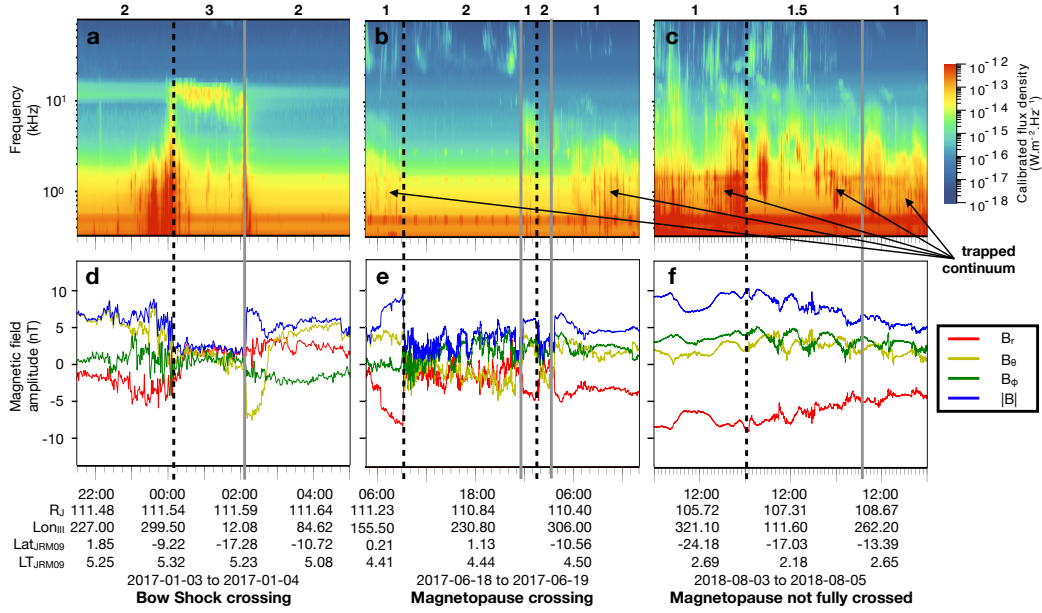 2 3 2 1 2 1 2 1 1 1.5 1
a b c
Frequency
(kHz)
10¹
10⁰
10⁻¹²
10⁻¹³
10⁻¹⁴
10⁻¹⁵
10⁻¹⁶
10⁻¹⁷
10⁻¹⁸
Calibrated flux density
(W.m⁻².Hz⁻¹)
trapped
continuum
d e f
Magnetic field
amplitude (nT)
10
5
0
-5
-10
Bᵣ
B_θ
B_Φ
|B|
22:00 00:00 02:00 04:00 06:00 18:00 06:00 12:00 12:00 12:00
R_J 111.48 111.54 111.59 111.64 111.23 110.84 110.40 105.72 107.31 108.67
Lon_III 227.00 299.50 12.08 84.62 155.50 230.80 306.00 321.10 111.60 262.20
Lat_JRM09 1.85 -9.22 -17.28 -10.72 0.21 1.13 -10.56 -24.18 -17.03 -13.39
LT_JRM09 5.25 5.32 5.23 5.08 4.41 4.44 4.50 2.69 2.18 2.65
2017-01-03 to 2017-01-04 2017-06-18 to 2017-06-19 2018-08-03 to 2018-08-05
Bow Shock crossing Magnetopause crossing Magnetopause not fully crossed